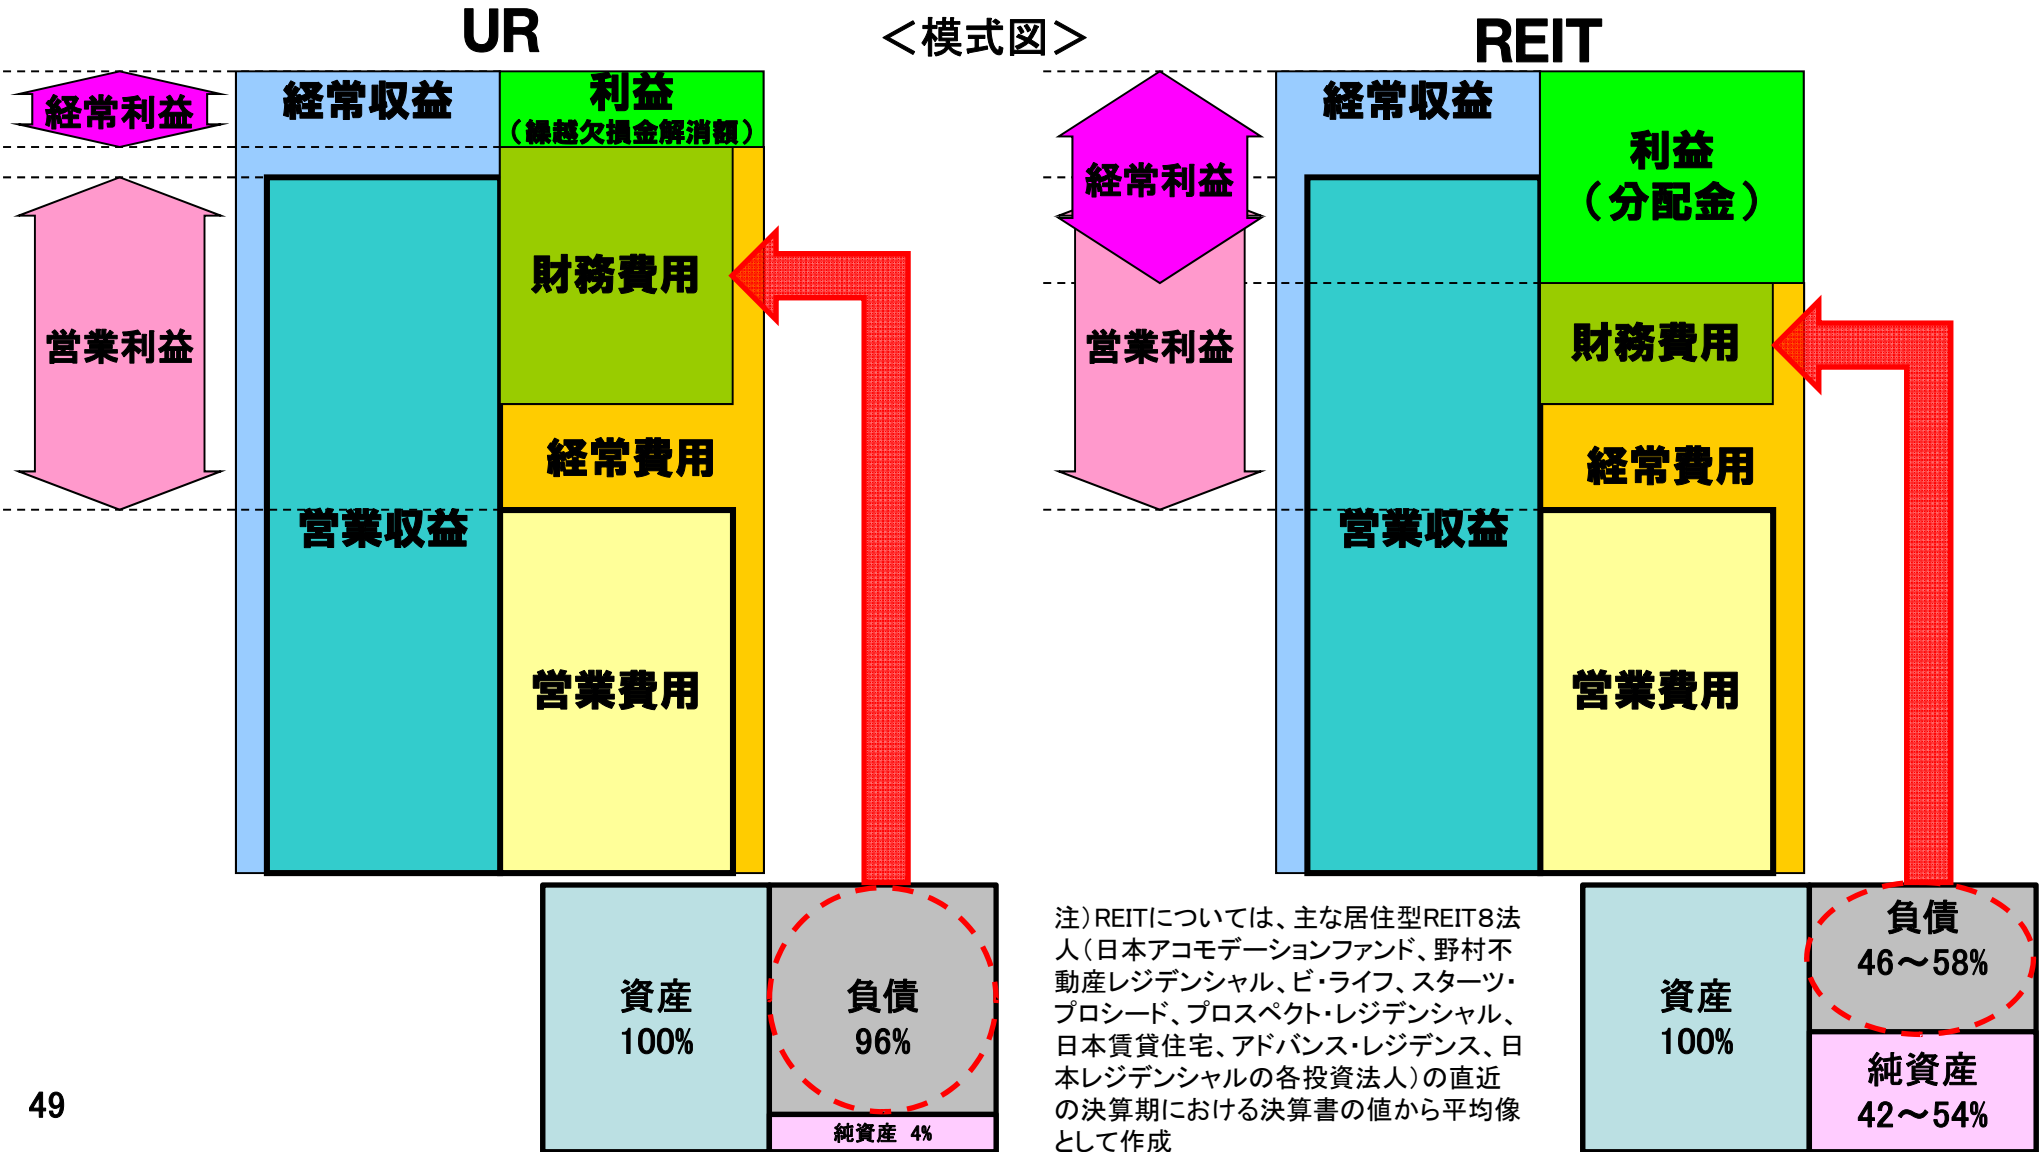 UR
＜模式図＞
REIT
経常利益
営業利益
経常収益
営業収益
利益
（繰越欠損金解消額）
財務費用
経常費用
営業費用
資産
100%
負債
96%
純資産 4%
経常利益
営業利益
経常収益
営業収益
利益
（分配金）
財務費用
経常費用
営業費用
注）REITについては、主な居住型REIT８法
人（日本アコモデーションファンド、野村不
動産レジデンシャル、ビ・ライフ、スターツ・
プロシード、プロスペクト・レジデンシャル、
日本賃貸住宅、アドバンス・レジデンス、日
本レジデンシャルの各投資法人）の直近
の決算期における決算書の値から平均像
として作成
資産
100%
負債
46～58%
純資産
42～54%
49